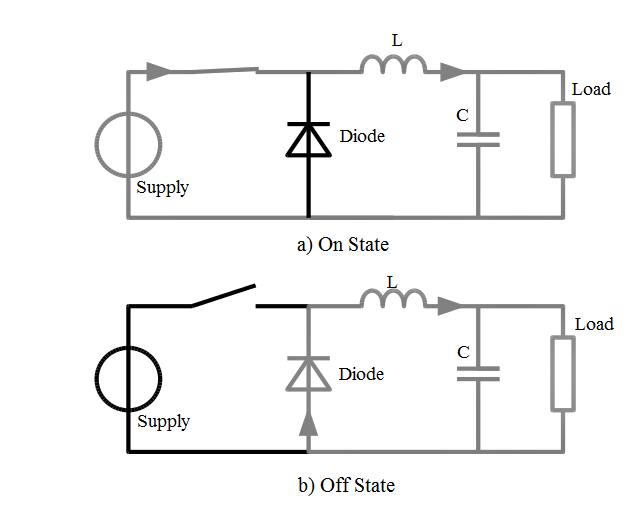 L
Load
C
Diode
Supply
a) On State
L
Load
C
Diode
Supply
b) Off State